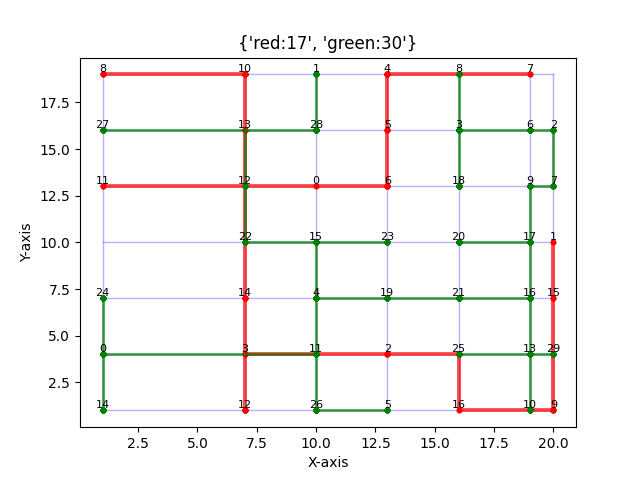 {'red:17', 'green:30'}
8 10 1 4 8 7
17.5
27 13 28 5 3 6 2
15.0
11 12 0 6 18 9 7
12.5
22 15 23 20 17 1
10.0
24 14 4 19 21 16 15
7.5
5.0
0 3 11 2 25 13 29
2.5
14 12 26 5 16 10 9
Y-axis
2.5 5.0 7.5 10.0 12.5 15.0 17.5 20.0
X-axis